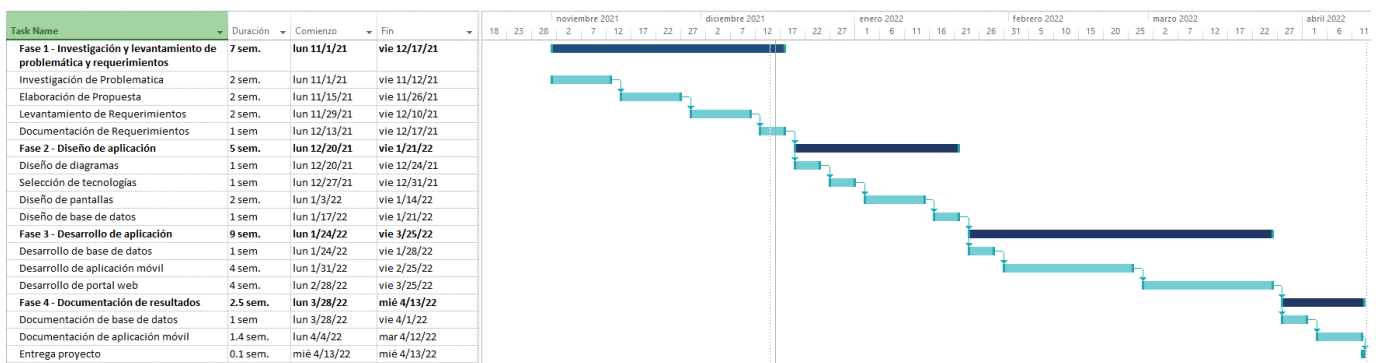 noviembre 2021 diciembre 2021 enero 2022 febrero 2022 marzo 2022 abril 2022
Task Name Duración Comienzo Fin 18 23 28 2 7 12 17 22 27 2 7 12 17 22 27 1 6 11 16 21 26 31 5 10 15 20 25 2 7 12 17 22 27 1 6 11
Fase 1 - Investigación y levantamiento de 7 sem. lun 11/1/21 vie 12/17/21
problemática y requerimientos
Investigación de Problematica 2 sem. lun 11/1/21 vie 11/12/21
Elaboración de Propuesta 2 sem. lun 11/15/21 vie 11/26/21
Levantamiento de Requerimientos 2 sem. lun 11/29/21 vie 12/10/21
Documentación de Requerimientos 1 sem lun 12/13/21 vie 12/17/21
Fase 2 - Diseño de aplicación 5 sem. lun 12/20/21 vie 1/21/22
Diseño de diagramas 1 sem lun 12/20/21 vie 12/24/21
Selección de tecnologías 1 sem lun 12/27/21 vie 12/31/21
Diseño de pantallas 2 sem. lun 1/3/22 vie 1/14/22
Diseño de base de datos 1 sem lun 1/17/22 vie 1/21/22
Fase 3 - Desarrollo de aplicación 9 sem. lun 1/24/22 vie 3/25/22
Desarrollo de base de datos 1 sem lun 1/24/22 vie 1/28/22
Desarrollo de aplicación móvil 4 sem. lun 1/31/22 vie 2/25/22
Desarrollo de portal web 4 sem. lun 2/28/22 vie 3/25/22
Fase 4 - Documentación de resultados 2.5 sem. lun 3/28/22 mié 4/13/22
Documentación de base de datos 1 sem lun 3/28/22 vie 4/1/22
Documentación de aplicación móvil 1.4 sem. lun 4/4/22 mar 4/12/22
Entrega proyecto 0.1 sem. mié 4/13/22 mié 4/13/22